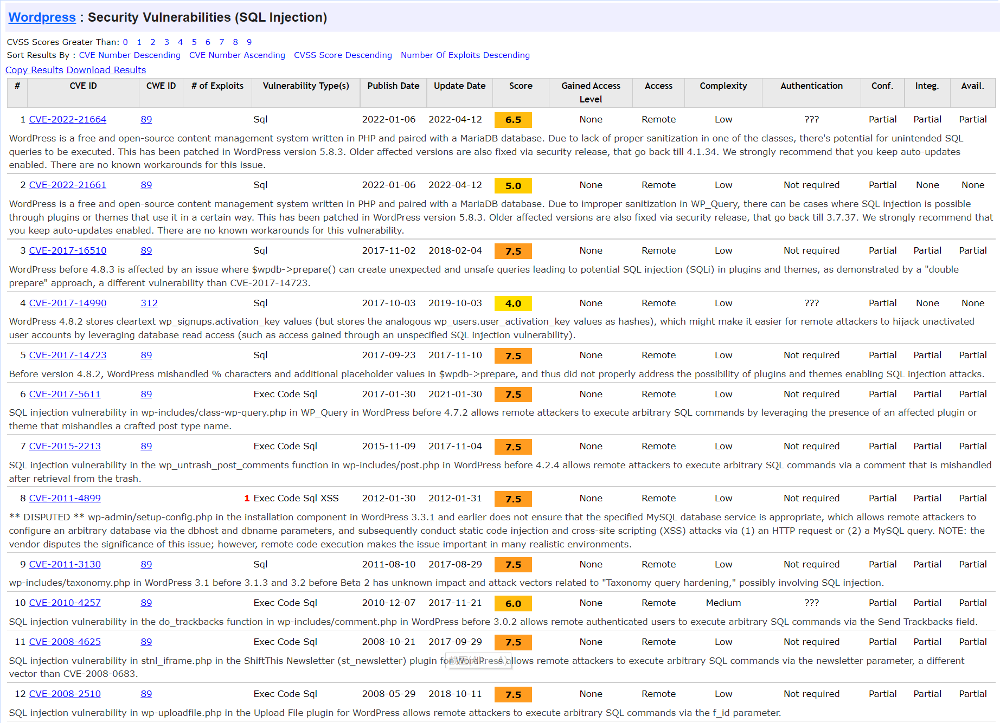 Wordpress : Security Vulnerabilities (SQL Injection)
CVSS Scores Greater Than: 0 1 2 3 4 5 6 7 8 9
Sort Results By : CVE Number Descending CVE Number Ascending CVSS Score Descending Number Of Exploits Descending
Copy Results Download Results
# CVE ID CWE ID # of Exploits Vulnerability Type(s) Publish Date Update Date Score Gained Access Level Access Complexity Authentication Conf. Integ. Avail.
1 CVE-2022-21664 89 Sql 2022-01-06 2022-04-12 6.5 None Remote Low ??? Partial Partial Partial
WordPress is a free and open-source content management system written in PHP and paired with a MariaDB database. Due to lack of proper sanitization in one of the classes, there's potential for unintended SQL
queries to be executed. This has been patched in WordPress version 5.8.3. Older affected versions are also fixed via security release, that go back till 4.1.34. We strongly recommend that you keep auto-updates
enabled. There are no known workarounds for this issue.
2 CVE-2022-21661 89 Sql 2022-01-06 2022-04-12 5.0 None Remote Low Not required Partial None None
WordPress is a free and open-source content management system written in PHP and paired with a MariaDB database. Due to improper sanitization in WP_Query, there can be cases where SQL injection is possible
through plugins or themes that use it in a certain way. This has been patched in WordPress version 5.8.3. Older affected versions are also fixed via security release, that go back till 3.7.37. We strongly recommend that
you keep auto-updates enabled. There are no known workarounds for this vulnerability.
3 CVE-2017-16510 89 Sql 2017-11-02 2018-02-04 7.5 None Remote Low Not required Partial Partial Partial
WordPress before 4.8.3 is affected by an issue where $wpdb->prepare() can create unexpected and unsafe queries leading to potential SQL injection (SQLi) in plugins and themes, as demonstrated by a "double
prepare" approach, a different vulnerability than CVE-2017-14723.
4 CVE-2017-14990 312 Sql 2017-10-03 2019-10-03 4.0 None Remote Low ??? Partial None None
WordPress 4.8.2 stores cleartext wp_signups.activation_key values (but stores the analogous wp_users.user_activation_key values as hashes), which might make it easier for remote attackers to hijack unactivated
user accounts by leveraging database read access (such as access gained through an unspecified SQL injection vulnerability).
5 CVE-2017-14723 89 Sql 2017-09-23 2017-11-10 7.5 None Remote Low Not required Partial Partial Partial
Before version 4.8.2, WordPress mishandled % characters and additional placeholder values in $wpdb->prepare, and thus did not properly address the possibility of plugins and themes enabling SQL injection attacks.
6 CVE-2017-5611 89 Exec Code Sql 2017-01-30 2021-01-30 7.5 None Remote Low Not required Partial Partial Partial
SQL injection vulnerability in wp-includes/class-wp-query.php in WP_Query in WordPress before 4.7.2 allows remote attackers to execute arbitrary SQL commands by leveraging the presence of an affected plugin or
theme that mishandles a crafted post type name.
7 CVE-2015-2213 89 Exec Code Sql 2015-11-09 2017-11-04 7.5 None Remote Low Not required Partial Partial Partial
SQL injection vulnerability in the wp_untrash_post_comments function in wp-includes/post.php in WordPress before 4.2.4 allows remote attackers to execute arbitrary SQL commands via a comment that is mishandled
after retrieval from the trash.
8 CVE-2011-4899 1 Exec Code Sql XSS 2012-01-30 2012-01-31 7.5 None Remote Low Not required Partial Partial Partial
** DISPUTED ** wp-admin/setup-config.php in the installation component in WordPress 3.3.1 and earlier does not ensure that the specified MySQL database service is appropriate, which allows remote attackers to
configure an arbitrary database via the dbhost and dbname parameters, and subsequently conduct static code injection and cross-site scripting (XSS) attacks via (1) an HTTP request or (2) a MySQL query. NOTE: the
vendor disputes the significance of this issue; however, remote code execution makes the issue important in many realistic environments.
9 CVE-2011-3130 89 Sql 2011-08-10 2017-08-29 7.5 None Remote Low Not required Partial Partial Partial
wp-includes/taxonomy.php in WordPress 3.1 before 3.1.3 and 3.2 before Beta 2 has unknown impact and attack vectors related to "Taxonomy query hardening," possibly involving SQL injection.
10 CVE-2010-4257 89 Exec Code Sql 2010-12-07 2017-11-21 6.0 None Remote Medium ??? Partial Partial Partial
SQL injection vulnerability in the do_trackbacks function in wp-includes/comment.php in WordPress before 3.0.2 allows remote authenticated users to execute arbitrary SQL commands via the Send Trackbacks field.
11 CVE-2008-4625 89 Exec Code Sql 2008-10-21 2017-09-29 7.5 None Remote Low Not required Partial Partial Partial
SQL injection vulnerability in stnl_iframe.php in the ShiftThis Newsletter (st_newsletter) plugin for WordPress allows remote attackers to execute arbitrary SQL commands via the newsletter parameter, a different
vector than CVE-2008-0683.
12 CVE-2008-2510 89 Exec Code Sql 2008-05-29 2018-10-11 7.5 None Remote Low Not required Partial Partial Partial
SQL injection vulnerability in wp-uploadfile.php in the Upload File plugin for WordPress allows remote attackers to execute arbitrary SQL commands via the f_id parameter.